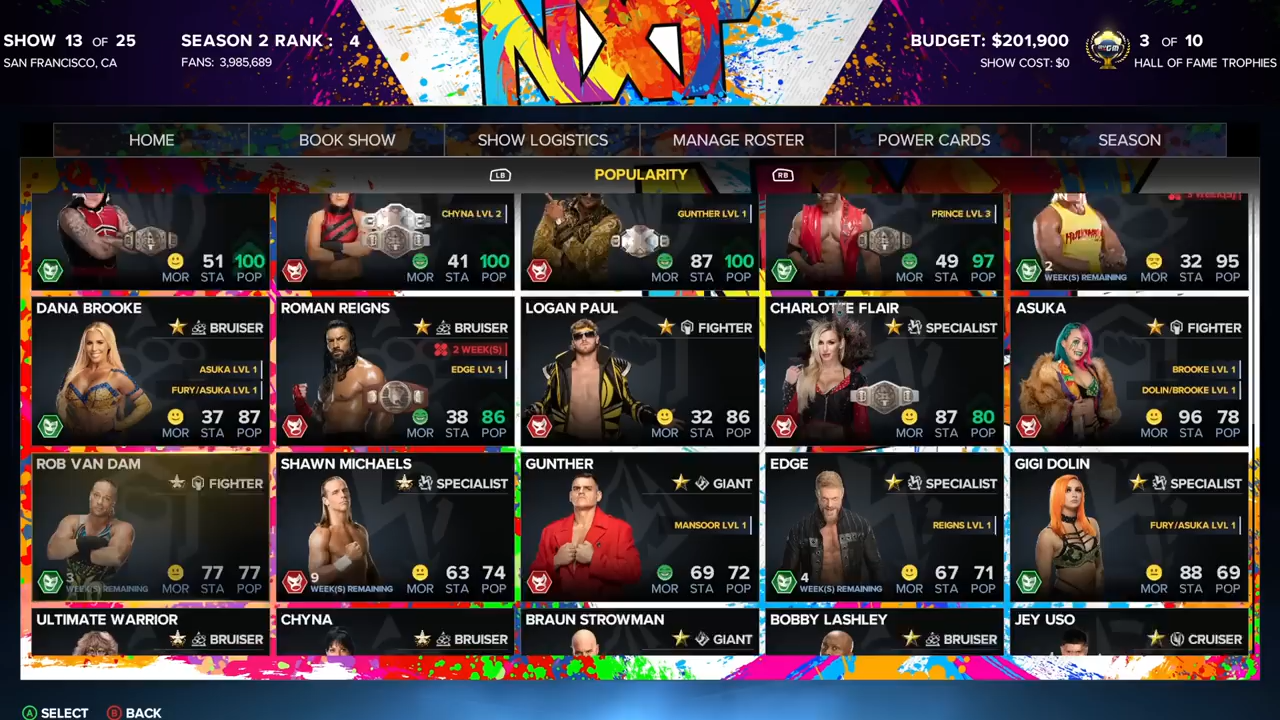 SHOW 13 OF 25
SAN FRANCISCO, CA
SEASON 2 RANK : 4
FANS: 3,985,689
NXT
BUDGET: $201,900
SHOW COST: $0
3 OF 10
HALL OF FAME TROPHIES
HOME
BOOK SHOW
SHOW LOGISTICS
MANAGE ROSTER
POWER CARDS
SEASON
LB POPULARITY RB
51 100
MOR STA POP
CHYNA LVL 2
41 100
MOR STA POP
GUNTHER LVL 1
87 100
MOR STA POP
PRINCE LVL 3
49 97
MOR STA POP
2 WEEK(S) REMAINING
32 95
MOR STA POP
DANA BROOKE
BRUISER
ASUKA LVL 1
FURY/ASUKA LVL 1
37 87
MOR STA POP
ROMAN REIGNS
BRUISER
2 WEEK(S)
EDGE LVL 1
38 86
MOR STA POP
LOGAN PAUL
FIGHTER
32 86
MOR STA POP
CHARLOTTE FLAIR
SPECIALIST
87 80
MOR STA POP
ASUKA
FIGHTER
BROOKE LVL 1
DOLIN/BROOKE LVL 1
96 78
MOR STA POP
ROB VAN DAM
FIGHTER
3 WEEK(S) REMAINING
77 77
MOR STA POP
SHAWN MICHAELS
SPECIALIST
9 WEEK(S) REMAINING
63 74
MOR STA POP
GUNTHER
GIANT
MANSOOR LVL 1
69 72
MOR STA POP
EDGE
SPECIALIST
REIGNS LVL 1
4 WEEK(S) REMAINING
67 71
MOR STA POP
GIGI DOLIN
SPECIALIST
FURY/ASUKA LVL 1
88 69
MOR STA POP
ULTIMATE WARRIOR
BRUISER
CHYNA
BRUISER
BRAUN STROWMAN
GIANT
BOBBY LASHLEY
BRUISER
JEY USO
CRUISER
A SELECT B BACK